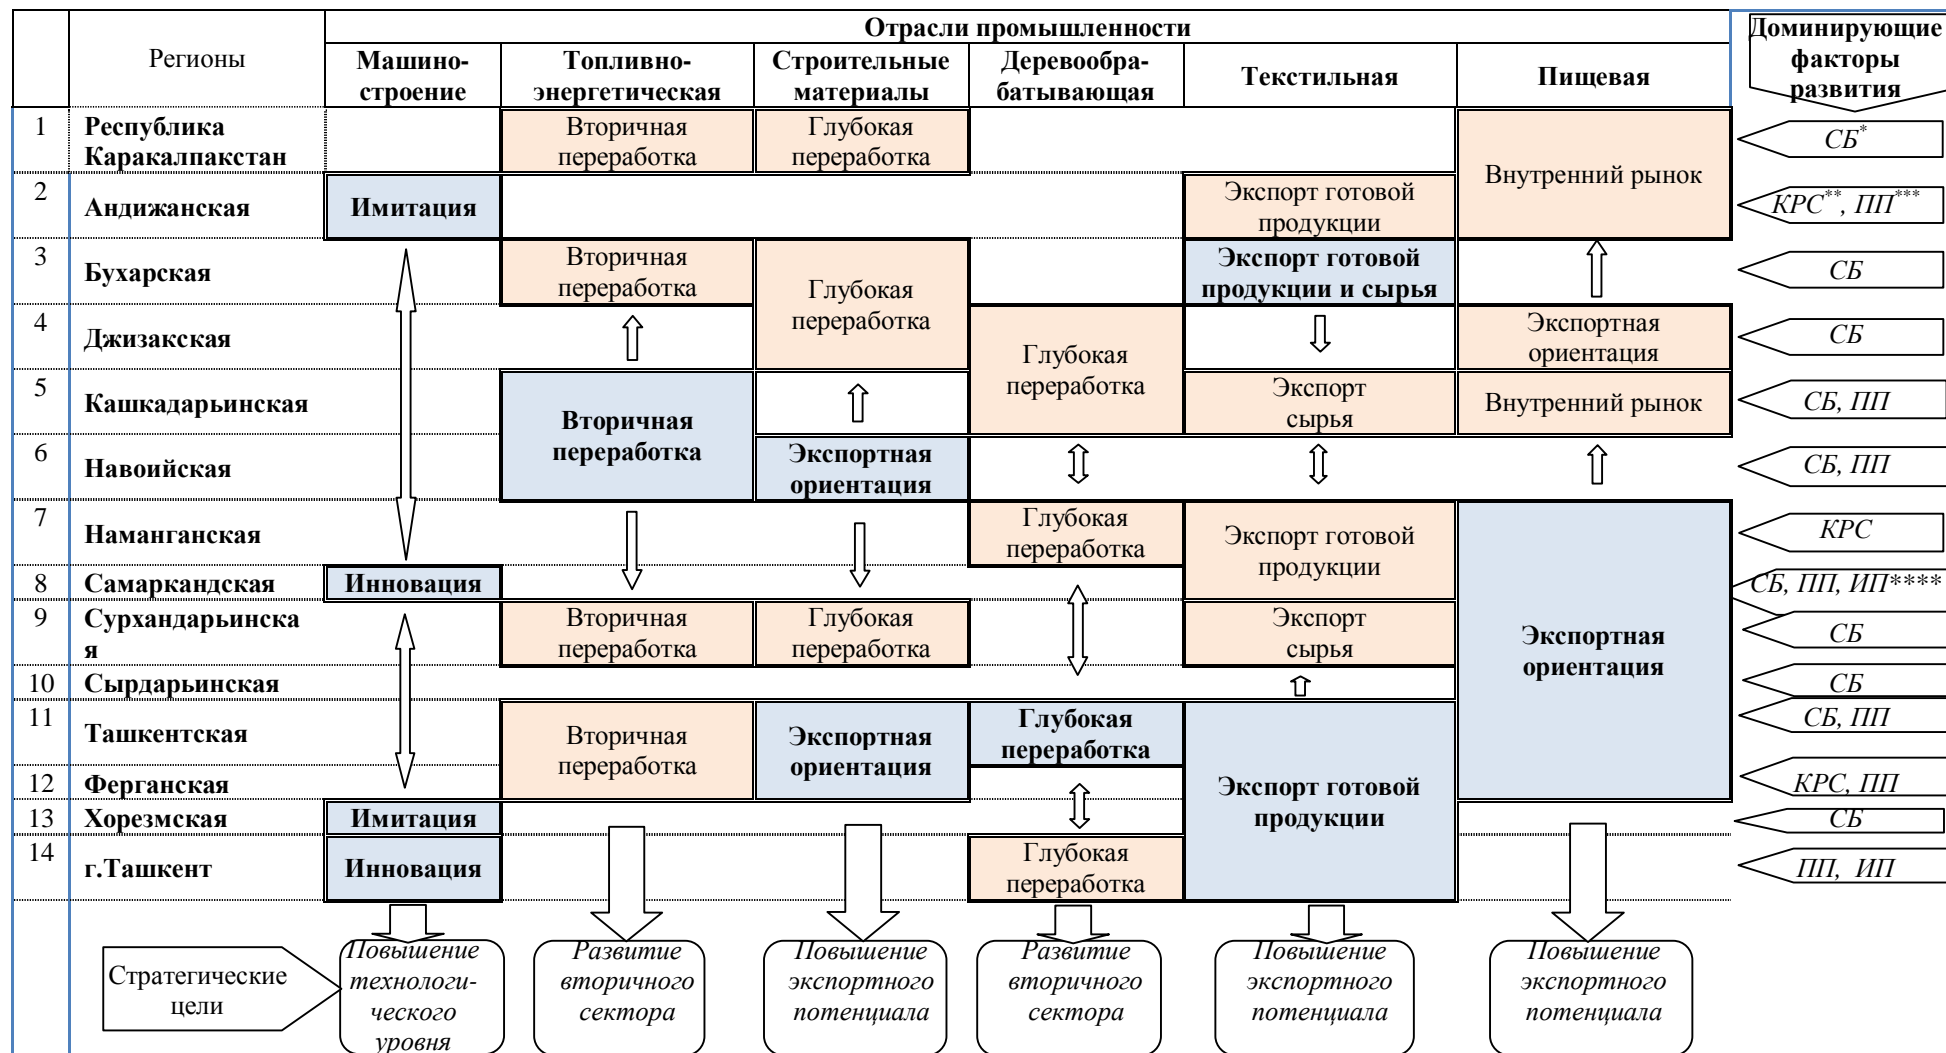 Регионы
Отрасли промышленности
Доминирующие
факторы
развития
Машино-
строение
Топливно-
энергетическая
Строительные
материалы
Деревообра-
батывающая
Текстильная
Пищевая
1
Республика
Каракалпакстан
Вторичная
переработка
Глубокая
переработка
Внутренний рынок
СБ*
2
Андижанская
Имитация
Экспорт готовой
продукции
КРС**, ПП***
3
Бухарская
Вторичная
переработка
Глубокая
переработка
Экспорт готовой
продукции и сырья
СБ
4
Джизакская
Глубокая
переработка
Экспортная
ориентация
СБ
5
Кашкадарьинская
Вторичная
переработка
Экспорт
сырья
Внутренний рынок
СБ, ПП
6
Навоийская
Экспортная
ориентация
СБ, ПП
7
Наманганская
Глубокая
переработка
Экспорт готовой
продукции
Экспортная
ориентация
КРС
8
Самаркандская
Инновация
СБ, ПП, ИП****
9
Сурхандарьинска
я
Вторичная
переработка
Глубокая
переработка
Экспорт
сырья
СБ
10
Сырдарьинская
СБ
11
Ташкентская
Вторичная
переработка
Экспортная
ориентация
Глубокая
переработка
Экспорт готовой
продукции
СБ, ПП
12
Ферганская
КРС, ПП
13
Хорезмская
Имитация
СБ
14
г.Ташкент
Инновация
Глубокая
переработка
ПП, ИП
Стратегические
цели
Повышение
технологи-
ческого
уровня
Развитие
вторичного
сектора
Повышение
экспортного
потенциала
Развитие
вторичного
сектора
Повышение
экспортного
потенциала
Повышение
экспортного
потенциала